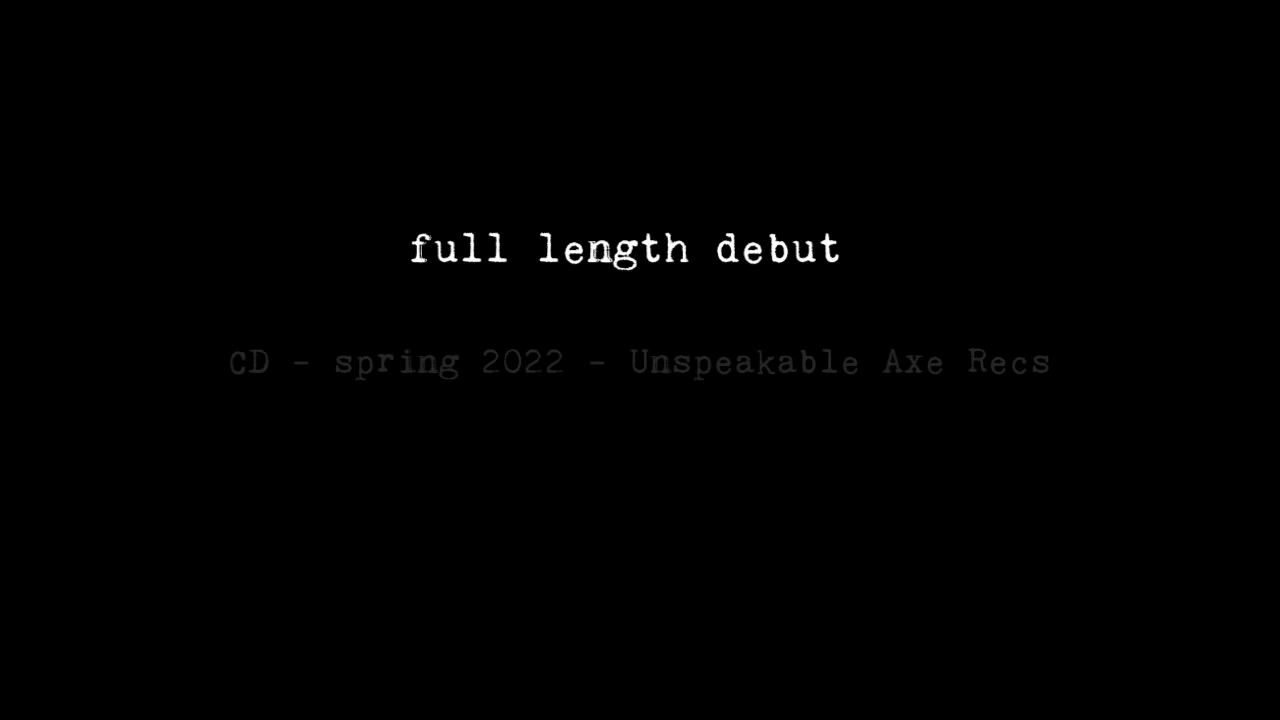 full length debut
CD - spring 2022 - Unspeakable Axe Recs